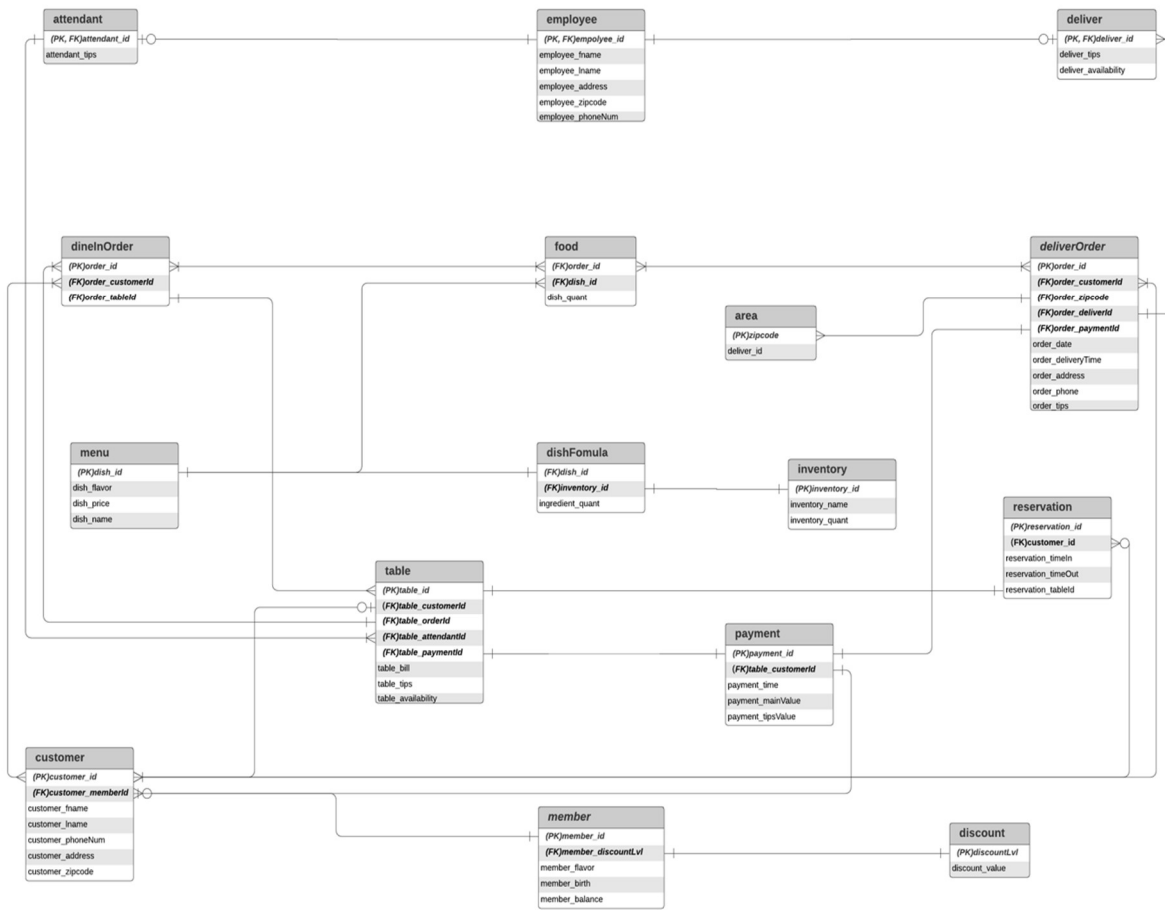 attendant
(PK, FK)attendant_id
attendant_tips
employee
(PK, FK)empolyee_id
employee_fname
employee_lname
employee_address
employee_zipcode
employee_phoneNum
deliver
(PK, FK)deliver_id
deliver_tips
deliver_availability
dineInOrder
(PK)order_id
(FK)order_customerId
(FK)order_tableId
food
(FK)order_id
(FK)dish_id
dish_quant
deliverOrder
(PK)order_id
(FK)order_customerId
(FK)order_zipcode
(FK)order_deliverId
(FK)order_paymentId
order_date
order_deliveryTime
order_address
order_phone
order_tips
area
(PK)zipcode
deliver_id
menu
(PK)dish_id
dish_flavor
dish_price
dish_name
dishFomula
(FK)dish_id
(FK)inventory_id
ingredient_quant
inventory
(PK)inventory_id
inventory_name
inventory_quant
reservation
(PK)reservation_id
(FK)customer_id
reservation_timeIn
reservation_timeOut
reservation_tableId
table
(PK)table_id
(FK)table_customerId
(FK)table_orderId
(FK)table_attendantId
(FK)table_paymentId
table_bill
table_tips
table_availability
payment
(PK)payment_id
(FK)table_customerId
payment_time
payment_mainValue
payment_tipsValue
customer
(PK)customer_id
(FK)customer_memberId
customer_fname
customer_lname
customer_phoneNum
customer_address
customer_zipcode
member
(PK)member_id
(FK)member_discountLvl
member_flavor
member_birth
member_balance
discount
(PK)discountLvl
discount_value